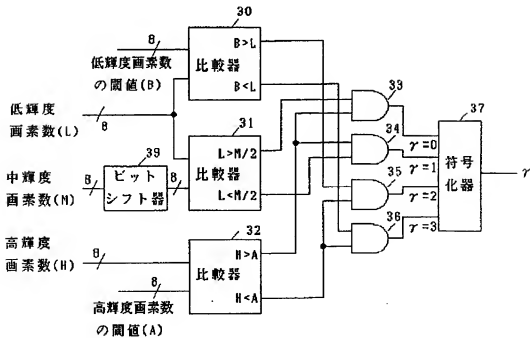 30
8
B>L
低輝度画素数
の閾値(B)
比較器
B<L
低輝度
画素数(L)
8
31
L>M/2
比較器
L<M/2
39
中輝度
画素数(M)
8
ビット
シフト器
8
高輝度
画素数(H)
8
32
H>A
比較器
8
H<A
高輝度画素数
の閾値(A)
33
34
35
36
γ=0
γ=1
γ=2
γ=3
37
符号
化器
γ